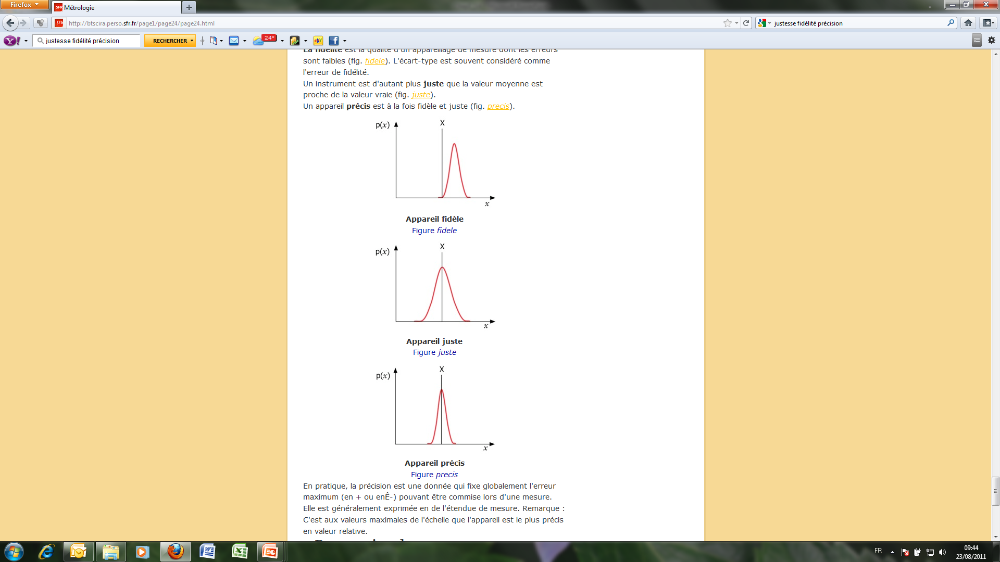 Firefox
Métrologie
http://btscira.perso.sfr.fr/page1/page24/page24.html
justesse fidélité précision
justesse fidélité précision
RECHERCHER
24°
La fidélité est la qualité d'un appareillage de mesure dont les erreurs
sont faibles (fig. fidele). L'écart-type est souvent considéré comme
l'erreur de fidélité.
Un instrument est d'autant plus juste que la valeur moyenne est
proche de la valeur vraie (fig. juste).
Un appareil précis est à la fois fidèle et juste (fig. precis).
p(x)
X
x
Appareil fidèle
Figure fidele
p(x)
X
x
Appareil juste
Figure juste
p(x)
X
x
Appareil précis
Figure precis
En pratique, la précision est une donnée qui fixe globalement l'erreur
maximum (en + ou enÊ-) pouvant être commise lors d'une mesure.
Elle est généralement exprimée en de l'étendue de mesure. Remarque :
C'est aux valeurs maximales de l'échelle que l'appareil est le plus précis
en valeur relative.
FR
09:44
23/08/2011